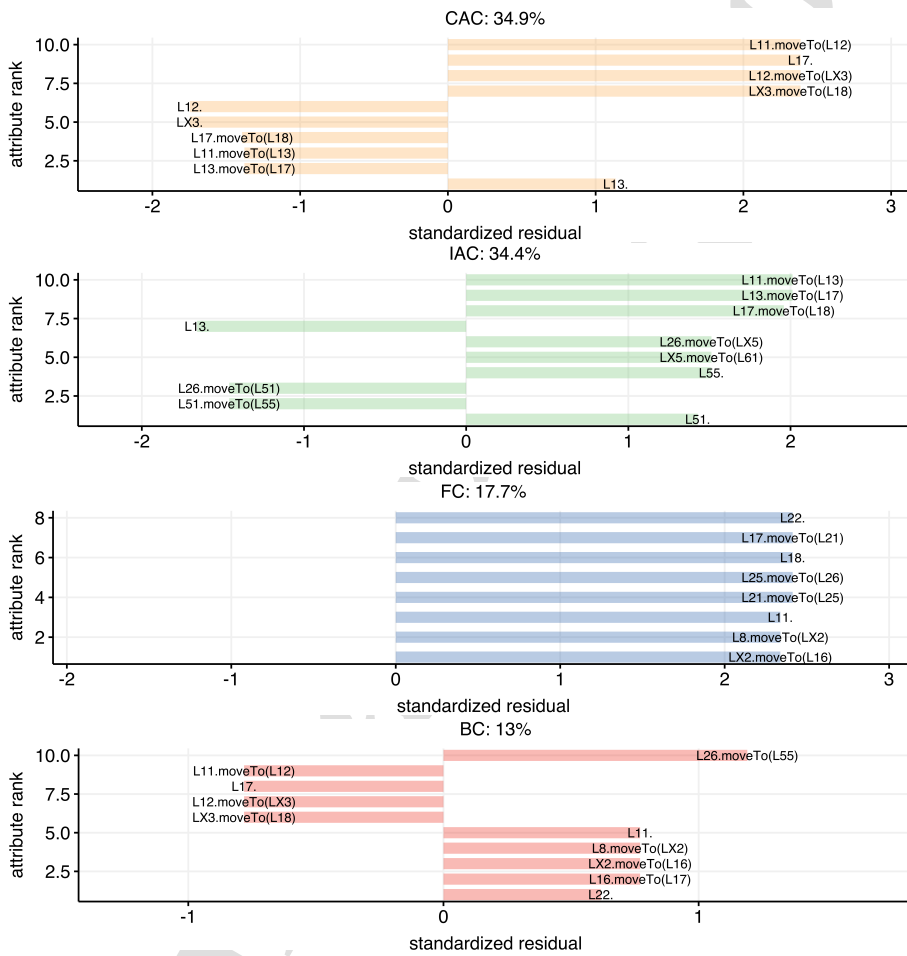 CAC: 34.9%
10.0
L11.moveTo(L12)
L17.
7.5
L12.moveTo(LX3)
LX3.moveTo(L18)
L12.
5.0
LX3.
L17.moveTo(L18)
L11.moveTo(L13)
2.5
L13.moveTo(L17)
L13.
attribute rank
-2 -1 0 1 2 3
standardized residual
IAC: 34.4%
10.0
L11.moveTo(L13)
L13.moveTo(L17)
L17.moveTo(L18)
7.5
L13.
L26.moveTo(LX5)
5.0
LX5.moveTo(L61)
L55.
L26.moveTo(L51)
2.5
L51.moveTo(L55)
L51.
attribute rank
-2 -1 0 1 2
standardized residual
FC: 17.7%
8
L22.
L17.moveTo(L21)
6
L18.
L25.moveTo(L26)
4
L21.moveTo(L25)
L11.
2
L8.moveTo(LX2)
LX2.moveTo(L16)
attribute rank
-2 -1 0 1 2 3
standardized residual
BC: 13%
10.0
L26.moveTo(L55)
L11.moveTo(L12)
7.5
L17.
L12.moveTo(LX3)
LX3.moveTo(L18)
5.0
L11.
L8.moveTo(LX2)
LX2.moveTo(L16)
2.5
L16.moveTo(L17)
L22.
attribute rank
-1 0 1
standardized residual